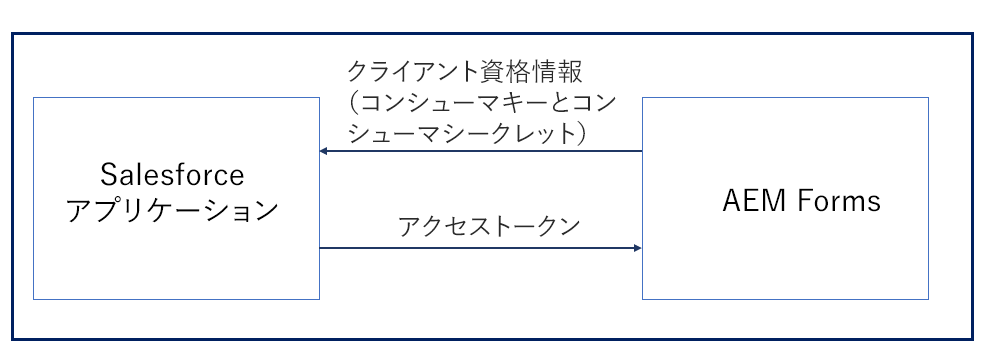 クライアント資格情報
（コンシューマキーとコン
シューマシークレット）
Salesforce
アプリケーション
AEM Forms
アクセストークン